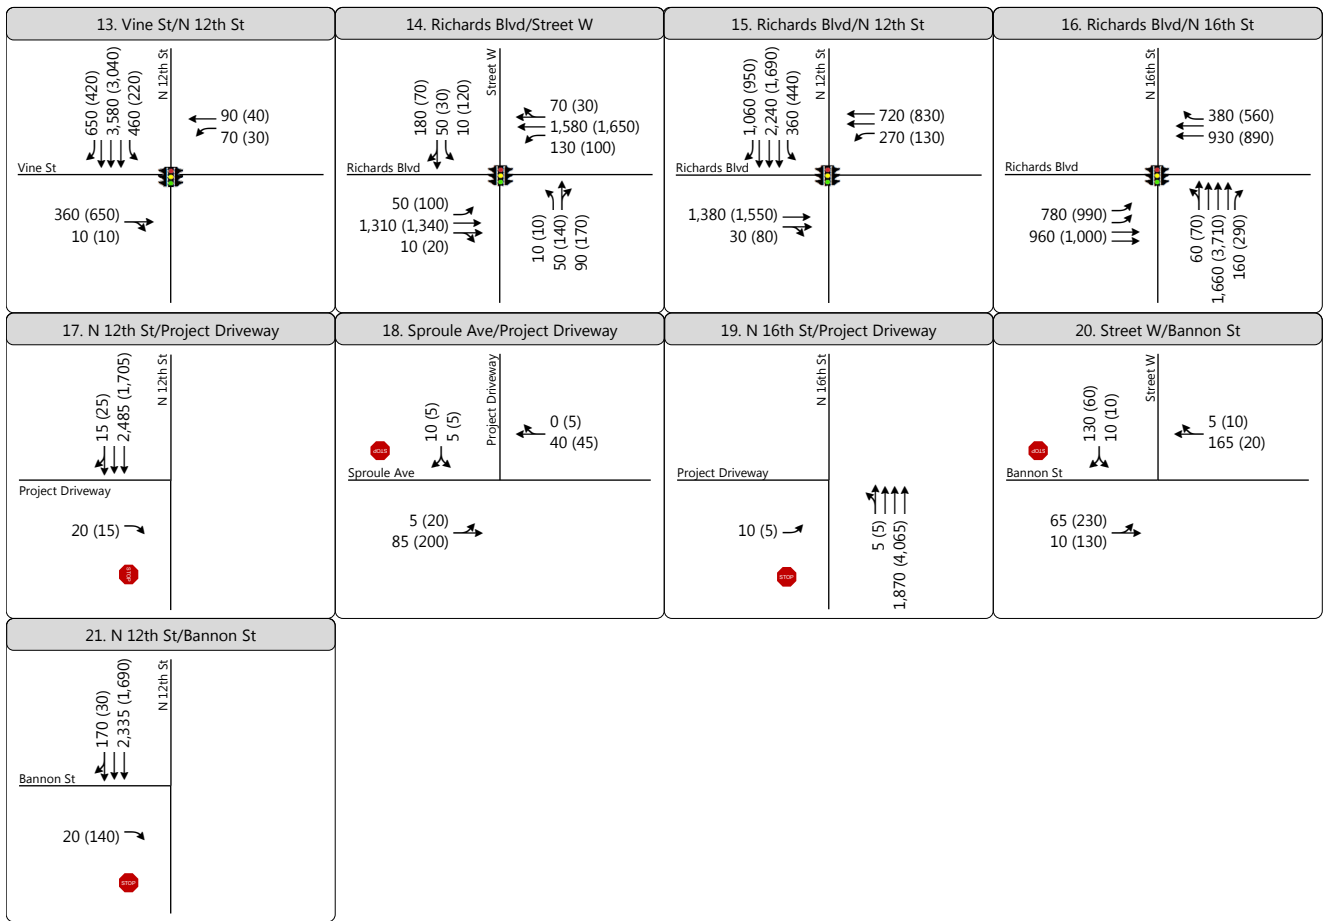 13. Vine St/N 12th St
650 (420)
3,580 (3,040)
460 (220)
N 12th St
90 (40)
70 (30)
Vine St
360 (650)
10 (10)
14. Richards Blvd/Street W
180 (70)
50 (30)
10 (120)
Street W
70 (30)
1,580 (1,650)
130 (100)
Richards Blvd
50 (100)
1,310 (1,340)
10 (20)
10 (10)
50 (140)
90 (170)
15. Richards Blvd/N 12th St
1,060 (950)
2,240 (1,690)
360 (440)
N 12th St
720 (830)
270 (130)
Richards Blvd
1,380 (1,550)
30 (80)
16. Richards Blvd/N 16th St
N 16th St
380 (560)
930 (890)
Richards Blvd
780 (990)
960 (1,000)
60 (70)
1,660 (3,710)
160 (290)
17. N 12th St/Project Driveway
15 (25)
2,485 (1,705)
N 12th St
Project Driveway
20 (15)
STOP
18. Sproule Ave/Project Driveway
10 (5)
5 (5)
Project Driveway
0 (5)
40 (45)
STOP
Sproule Ave
5 (20)
85 (200)
19. N 16th St/Project Driveway
N 16th St
Project Driveway
10 (5)
STOP
5 (5)
1,870 (4,065)
20. Street W/Bannon St
130 (60)
10 (10)
Street W
5 (10)
165 (20)
STOP
Bannon St
65 (230)
10 (130)
21. N 12th St/Bannon St
170 (30)
2,335 (1,690)
N 12th St
Bannon St
20 (140)
STOP